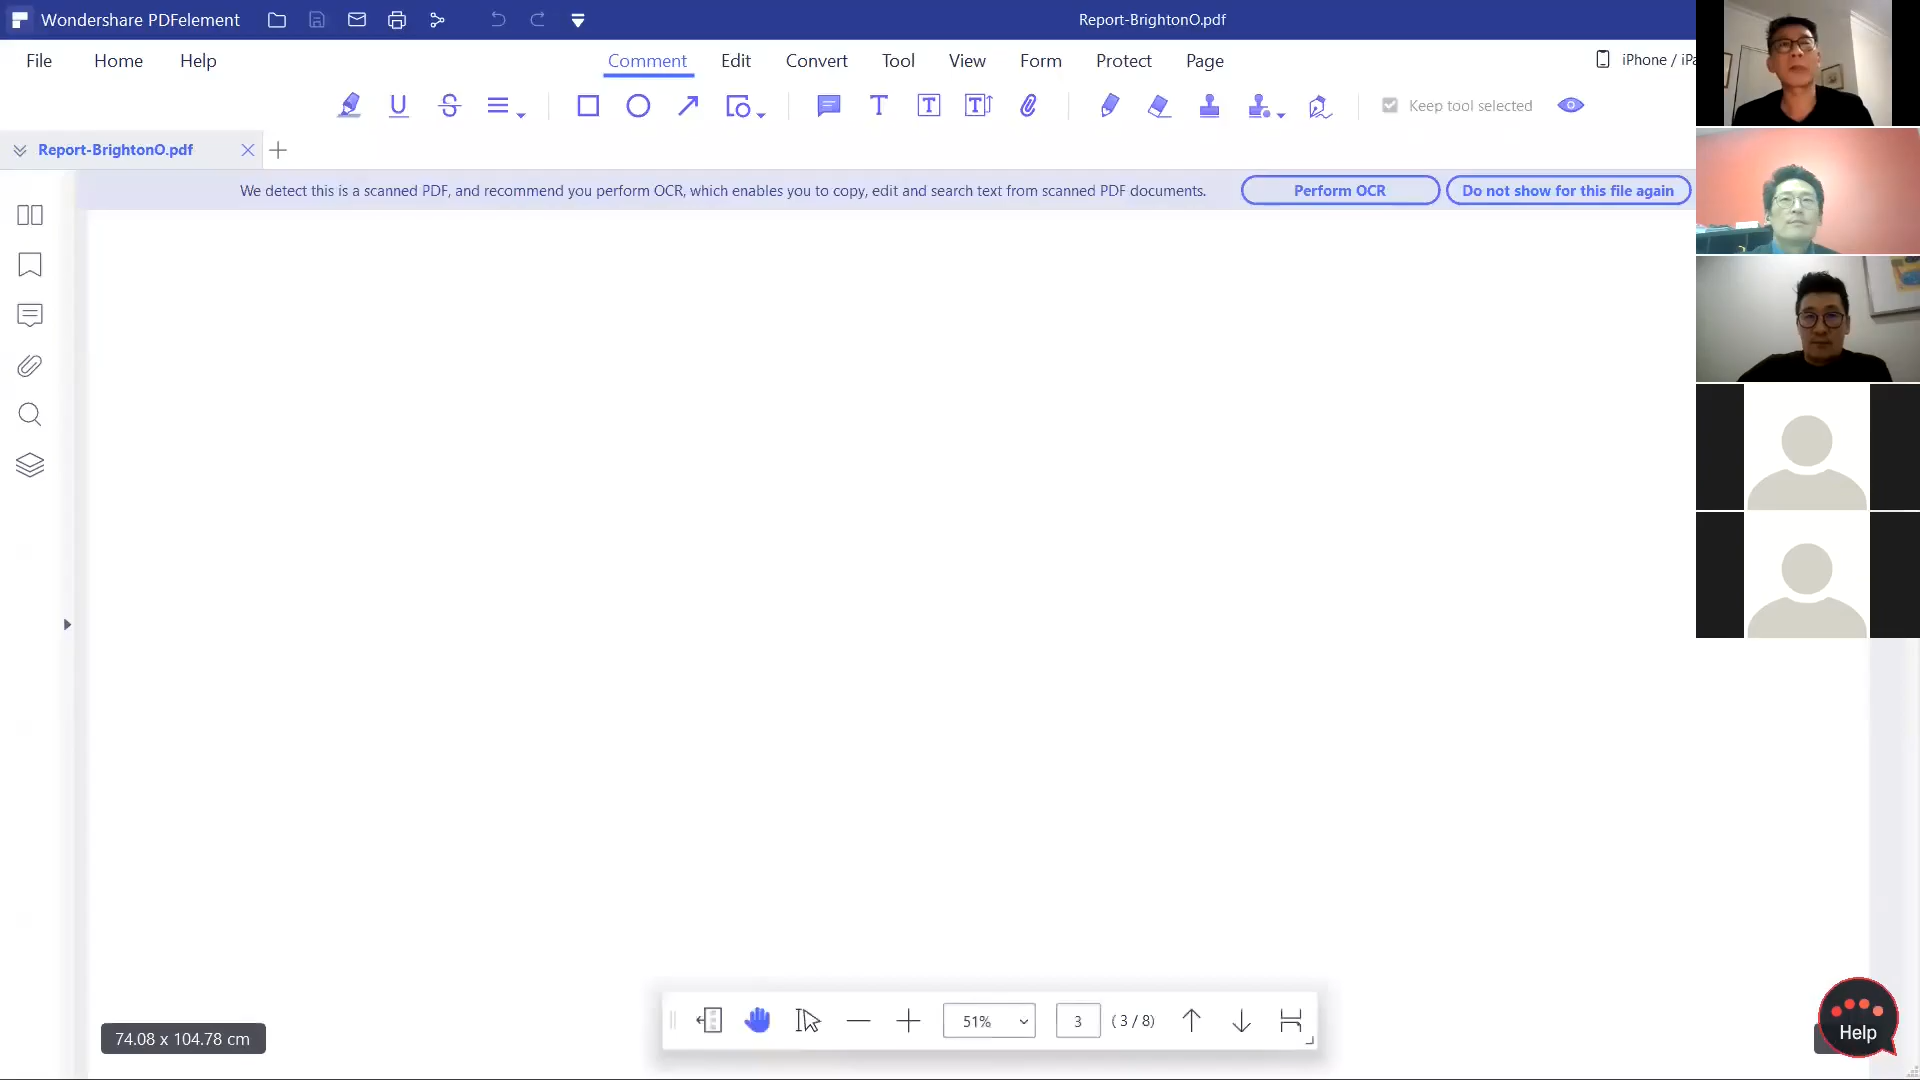 Wondershare PDFelement
Report-BrightonO.pdf
File Home Help
Comment Edit Convert Tool View Form Protect Page
iPhone / iPa
Keep tool selected
Report-BrightonO.pdf
We detect this is a scanned PDF, and recommend you perform OCR, which enables you to copy, edit and search text from scanned PDF documents.
Perform OCR
Do not show for this file again
74.08 x 104.78 cm
51%
3
(3/8)
Help